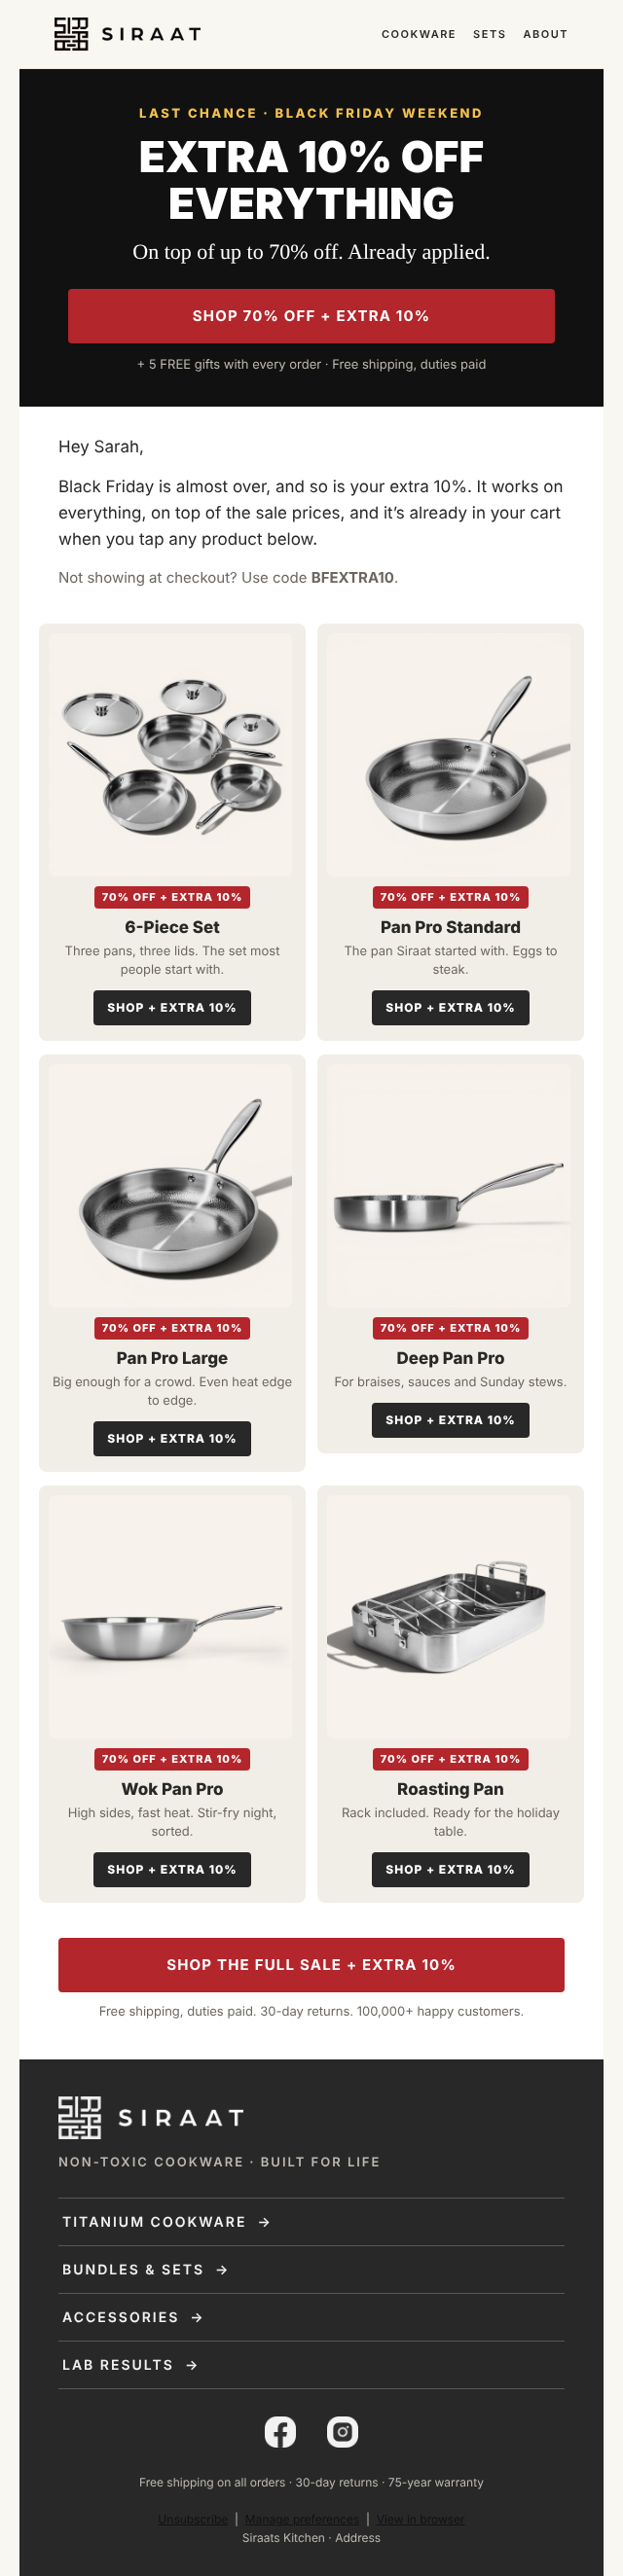 SIRAAT
COOKWARE SETS ABOUT
LAST CHANCE · BLACK FRIDAY WEEKEND
EXTRA 10% OFF
EVERYTHING
On top of up to 70% off. Already applied.
SHOP 70% OFF + EXTRA 10%
+ 5 FREE gifts with every order · Free shipping, duties paid
Hey Sarah,
Black Friday is almost over, and so is your extra 10%. It works on
everything, on top of the sale prices, and it’s already in your cart
when you tap any product below.
Not showing at checkout? Use code BFEXTRA10.
70% OFF + EXTRA 10%
6-Piece Set
Three pans, three lids. The set most
people start with.
SHOP + EXTRA 10%
70% OFF + EXTRA 10%
Pan Pro Standard
The pan Siraat started with. Eggs to
steak.
SHOP + EXTRA 10%
70% OFF + EXTRA 10%
Pan Pro Large
Big enough for a crowd. Even heat edge
to edge.
SHOP + EXTRA 10%
70% OFF + EXTRA 10%
Deep Pan Pro
For braises, sauces and Sunday stews.
SHOP + EXTRA 10%
70% OFF + EXTRA 10%
Wok Pan Pro
High sides, fast heat. Stir-fry night,
sorted.
SHOP + EXTRA 10%
70% OFF + EXTRA 10%
Roasting Pan
Rack included. Ready for the holiday
table.
SHOP + EXTRA 10%
SHOP THE FULL SALE + EXTRA 10%
Free shipping, duties paid. 30-day returns. 100,000+ happy customers.
SIRAAT
NON-TOXIC COOKWARE · BUILT FOR LIFE
TITANIUM COOKWARE →
BUNDLES & SETS →
ACCESSORIES →
LAB RESULTS →
Free shipping on all orders · 30-day returns · 75-year warranty
Unsubscribe | Manage preferences | View in browser
Siraats Kitchen · Address